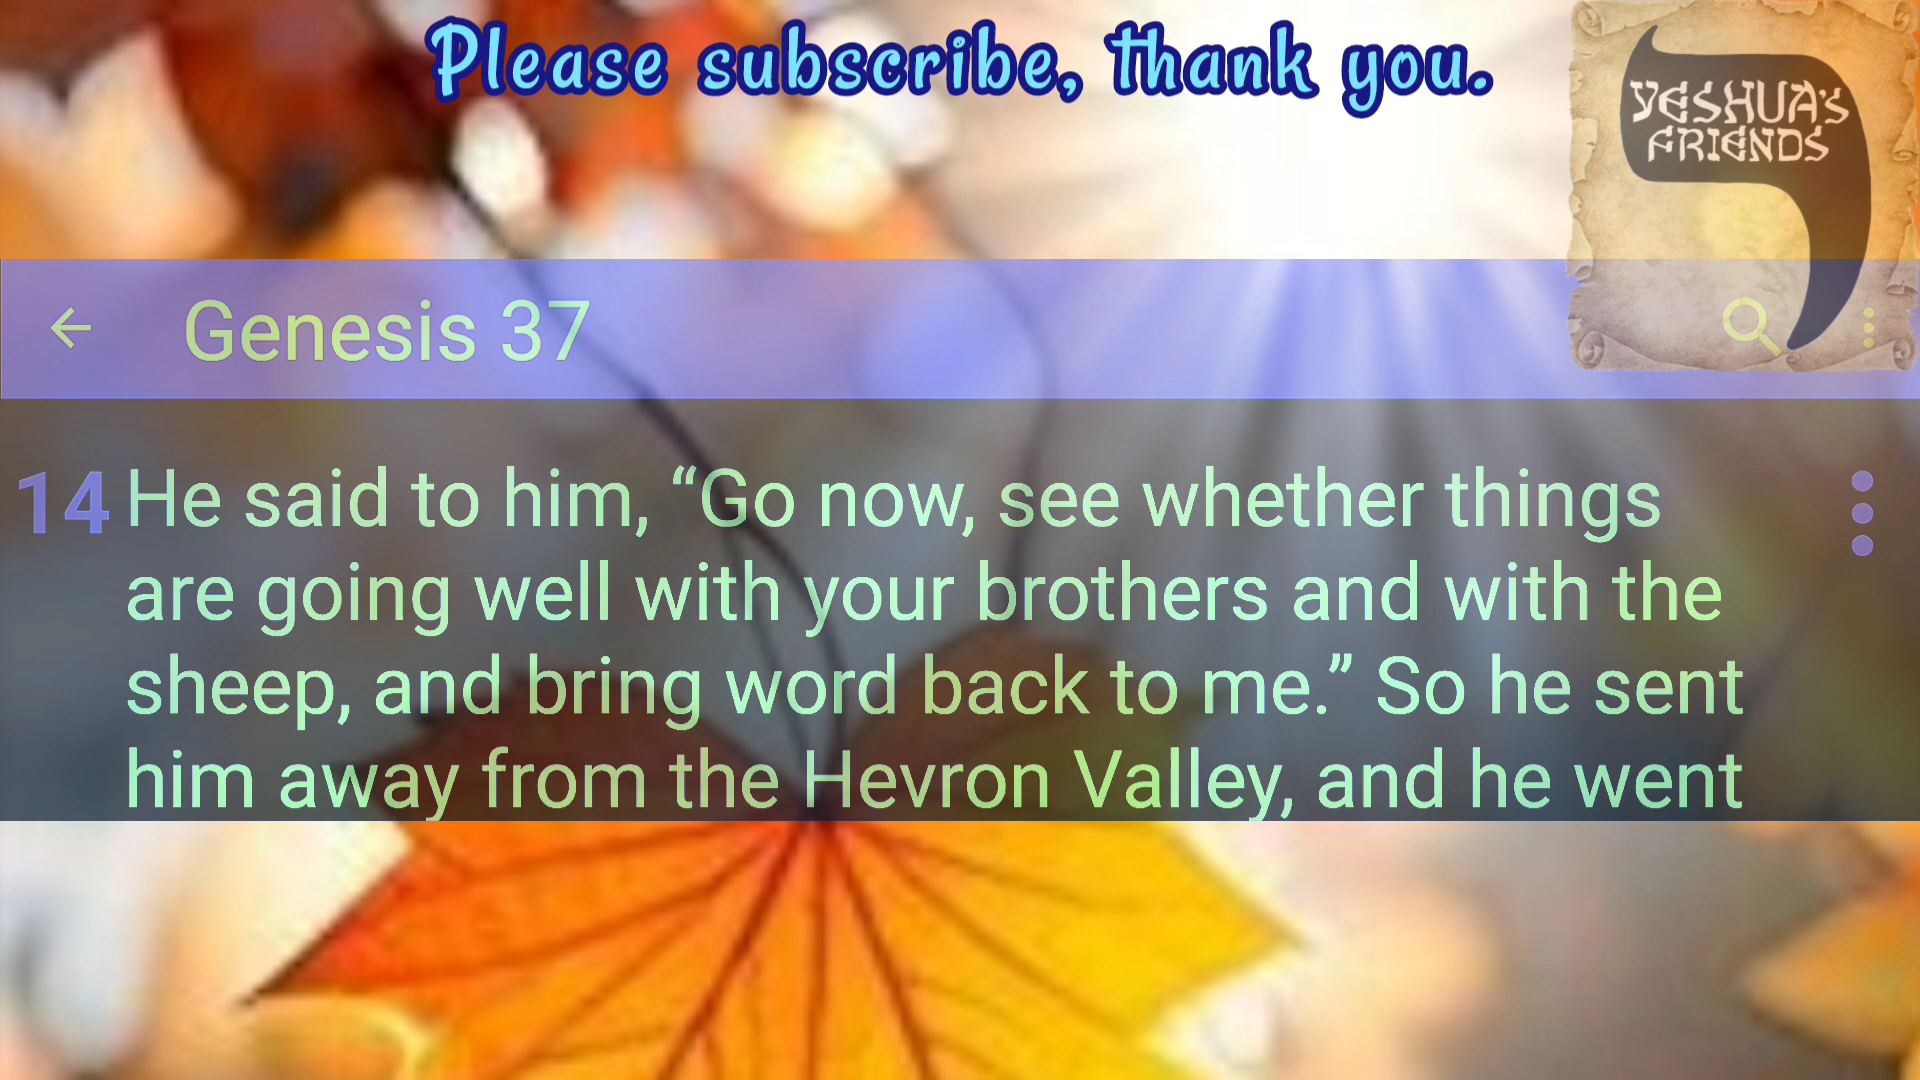 Please subscribe, thank you.
YESHUA'S
FRIENDS
Genesis 37
14 He said to him, “Go now, see whether things
are going well with your brothers and with the
sheep, and bring word back to me.” So he sent
him away from the Hevron Valley, and he went